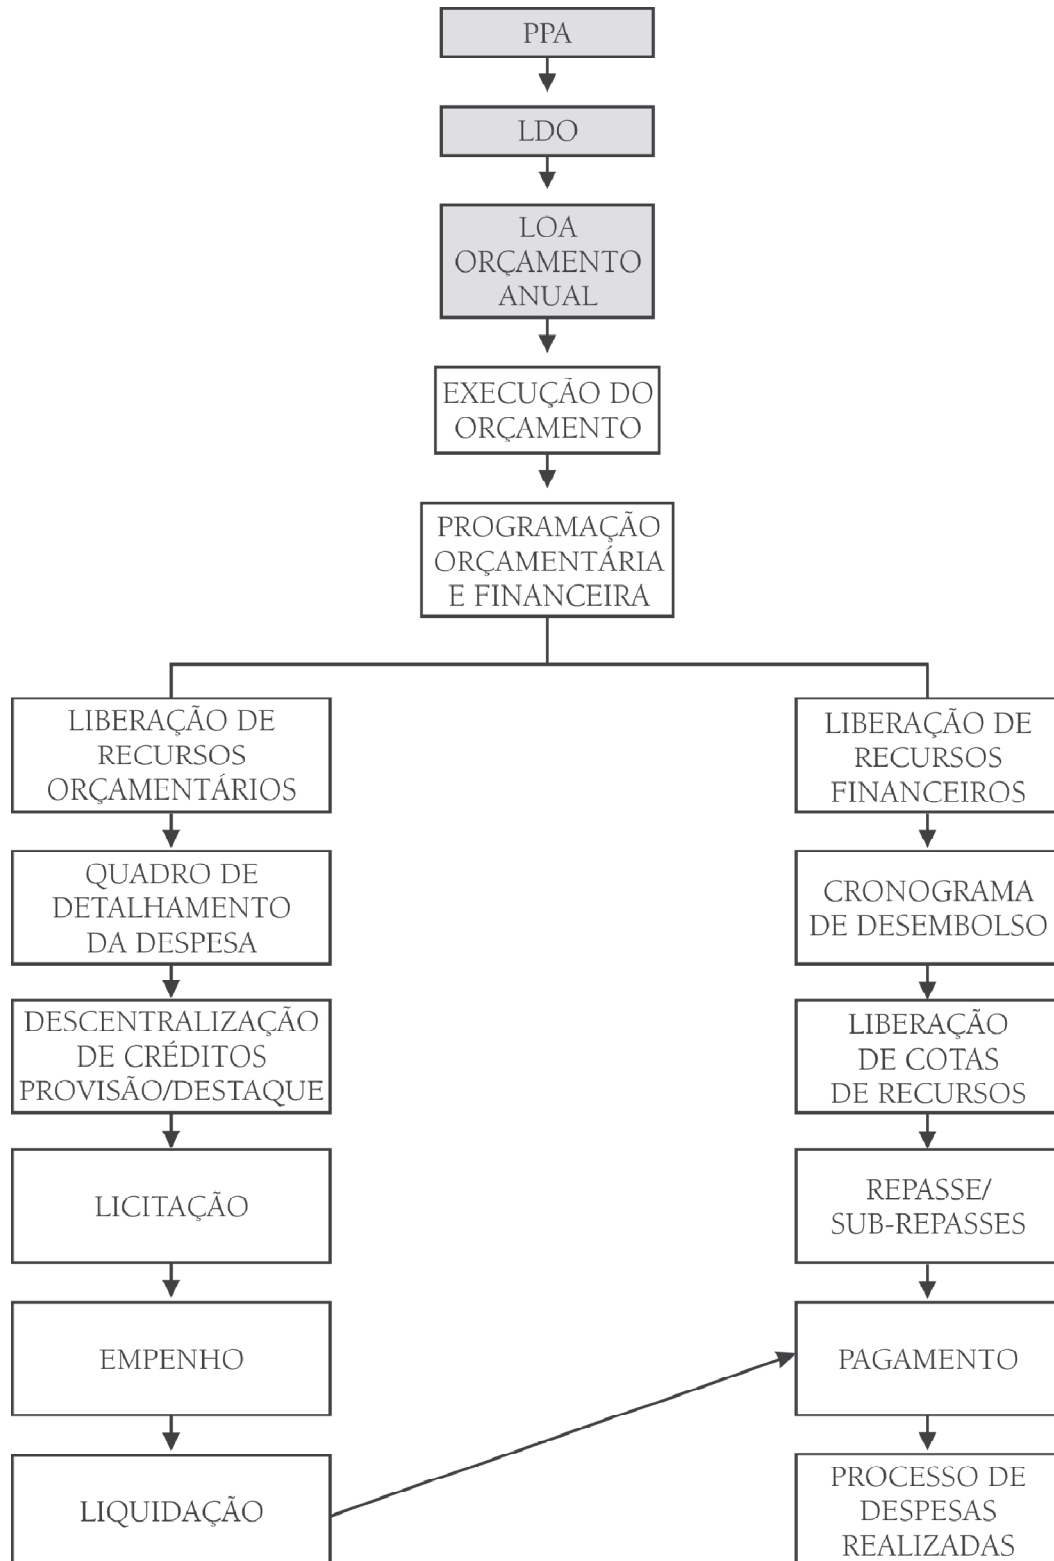 PPA
LDO
LOA
ORÇAMENTO
ANUAL
EXECUÇÃO DO
ORÇAMENTO
PROGRAMAÇÃO
ORÇAMENTÁRIA
E FINANCEIRA
LIBERAÇÃO DE
RECURSOS
ORÇAMENTÁRIOS
QUADRO DE
DETALHAMENTO
DA DESPESA
DESCENTRALIZAÇÃO
DE CRÉDITOS
PROVISÃO/DESTAQUE
LICITAÇÃO
EMPENHO
LIQUIDAÇÃO
LIBERAÇÃO DE
RECURSOS
FINANCEIROS
CRONOGRAMA
DE DESEMBOLSO
LIBERAÇÃO
DE COTAS
DE RECURSOS
REPASSE/
SUB-REPASSES
PAGAMENTO
PROCESSO DE
DESPESAS
REALIZADAS